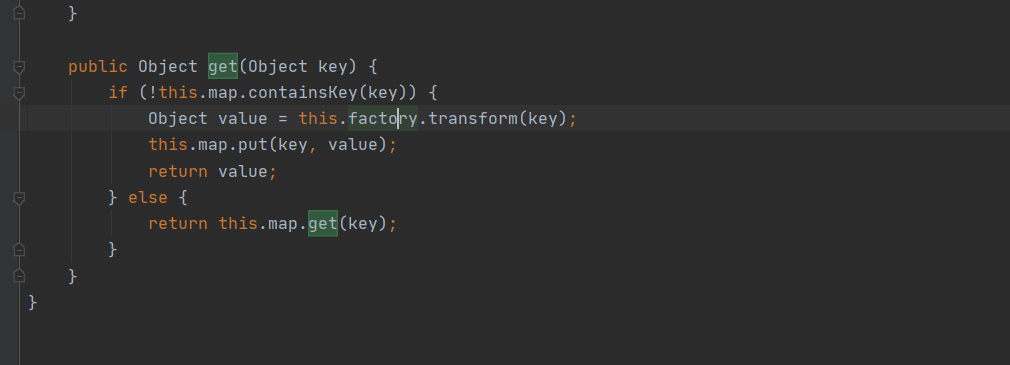 }
public Object get(Object key) {
if (!this.map.containsKey(key)) {
Object value = this.factory.transform(key);
this.map.put(key, value);
return value;
} else {
return this.map.get(key);
}
}
}